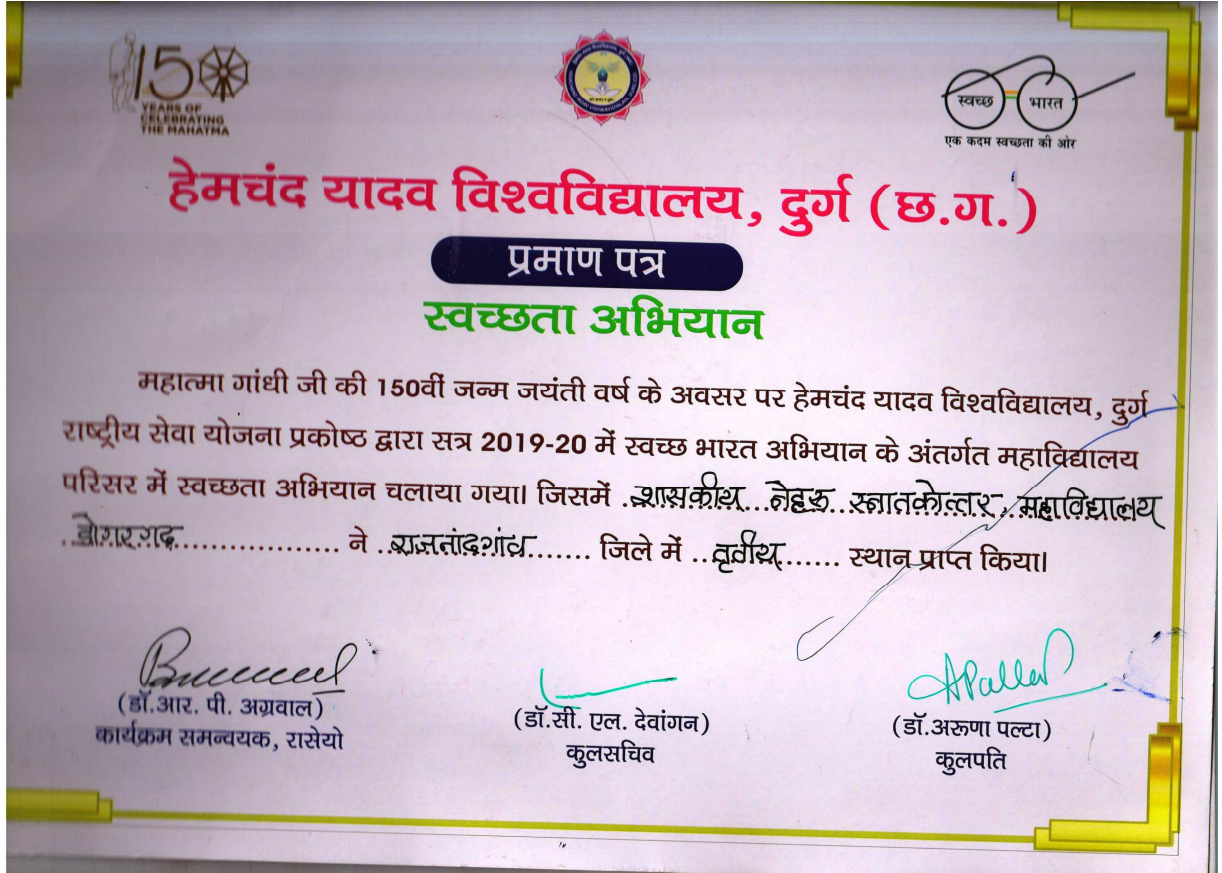 150
YEARS OF
CELEBRATING
THE MAHATMA
स्वच्छ भारत
एक कदम स्वच्छता की ओर
हेमचंद यादव विश्वविद्यालय, दुर्ग (छ.ग.)
प्रमाण पत्र
स्वच्छता अभियान
महात्मा गांधी जी की 150वीं जन्म जयंती वर्ष के अवसर पर हेमचंद यादव विश्वविद्यालय, दुर्ग
राष्ट्रीय सेवा योजना प्रकोष्ठ द्वारा सत्र 2019-20 में स्वच्छ भारत अभियान के अंतर्गत महाविद्यालय
परिसर में स्वच्छता अभियान चलाया गया। जिसमें ..शासकीय...नेहरू...स्नातकोत्तर, महाविद्यालय
..डोगरगढ़.................. ने ..राजनांदगांव....... जिले में ..तृतीय....... स्थान प्राप्त किया।
(डॉ.आर. पी. अग्रवाल)
कार्यक्रम समन्वयक, रासेयो
(डॉ.सी. एल. देवांगन)
कुलसचिव
APalta
(डॉ.अरूणा पल्टा)
कुलपति